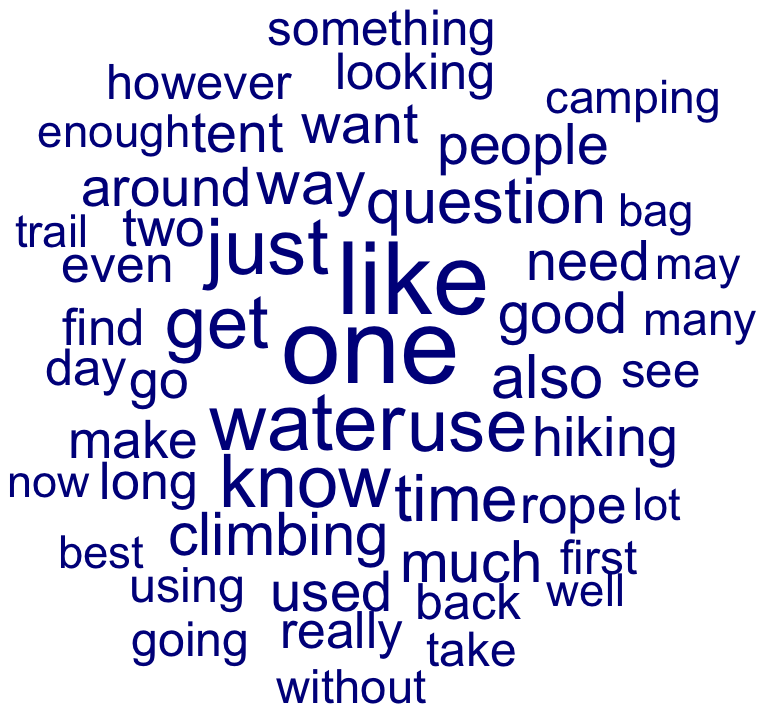 something
however looking
camping
enough tent want
people
around way question bag
trail two just
even like need may
find get one good many
day go also see
make water use hiking
now long know time rope lot
best climbing much first
using used back well
going really take
without